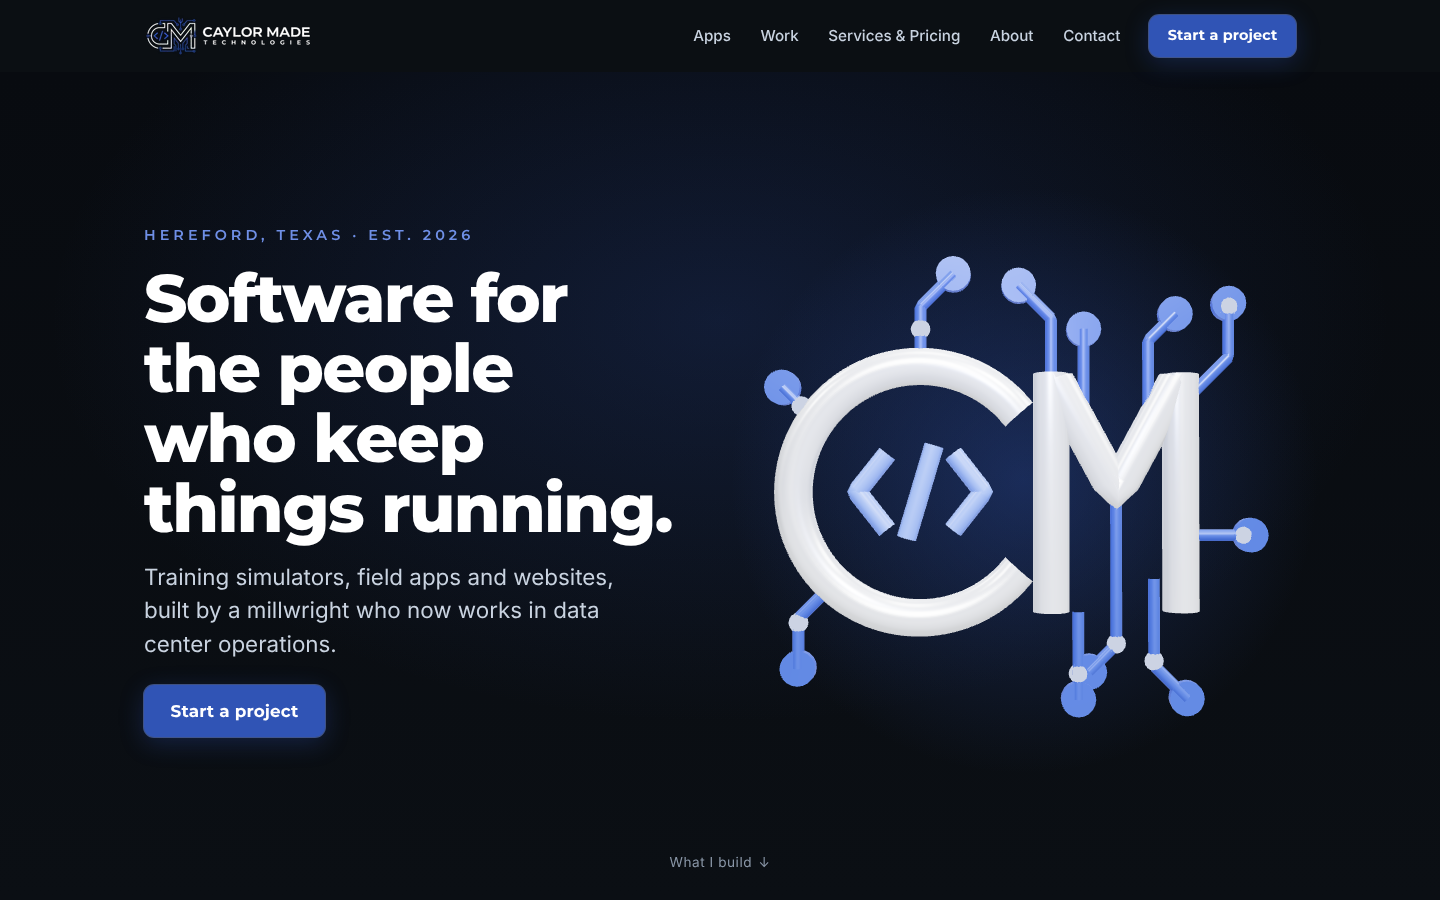 CAYLOR MADE
TECHNOLOGIES
Apps Work Services & Pricing About Contact Start a project
HEREFORD, TEXAS · EST. 2026
Software for
the people
who keep
things running.
Training simulators, field apps and websites,
built by a millwright who now works in data
center operations.
Start a project
CM
</>
What I build ↓